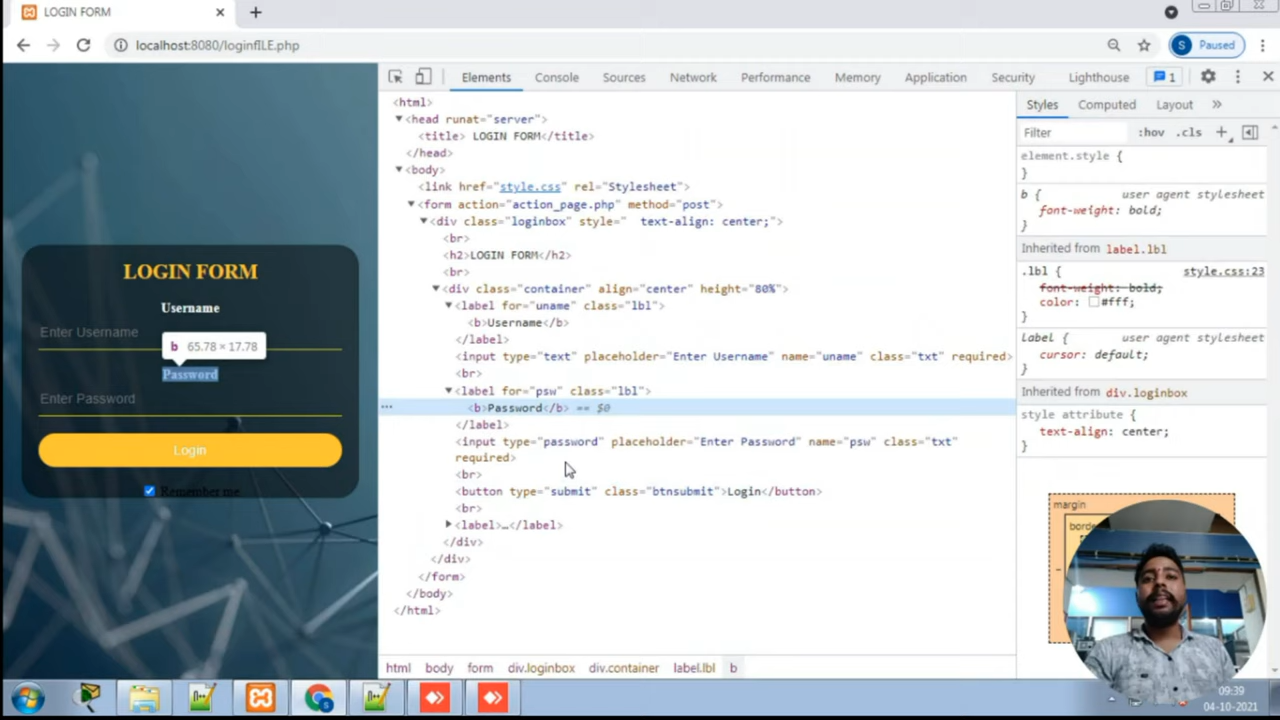 LOGIN FORM
localhost:8080/loginfILE.php
S Paused
LOGIN FORM
Username
Enter Username
b 65.78 × 17.78
Password
Enter Password
Login
Remember me
Elements Console Sources Network Performance Memory Application Security Lighthouse 1
<html>
<head runat="server">
<title> LOGIN FORM</title>
</head>
<body>
<link href="style.css" rel="Stylesheet">
<form action="action_page.php" method="post">
<div class="loginbox" style="  text-align: center;">
<br>
<h2>LOGIN FORM</h2>
<br>
<div class="container" align="center" height="80%">
<label for="uname" class="lbl">
<b>Username</b>
</label>
<input type="text" placeholder="Enter Username" name="uname" class="txt" required>
<br>
<label for="psw" class="lbl">
<b>Password</b> == $0
</label>
<input type="password" placeholder="Enter Password" name="psw" class="txt"
required>
<br>
<button type="submit" class="btnsubmit">Login</button>
<br>
<label>…</label>
</div>
</div>
</form>
</body>
</html>
html body form div.loginbox div.container label.lbl b
Styles Computed Layout »
Filter :hov .cls +
element.style {
}
b { user agent stylesheet
font-weight: bold;
}
Inherited from label.lbl
.lbl { style.css:23
font-weight: bold;
color: #fff;
}
label { user agent stylesheet
cursor: default;
}
Inherited from div.loginbox
style attribute {
text-align: center;
}
margin
09:39
04-10-2021